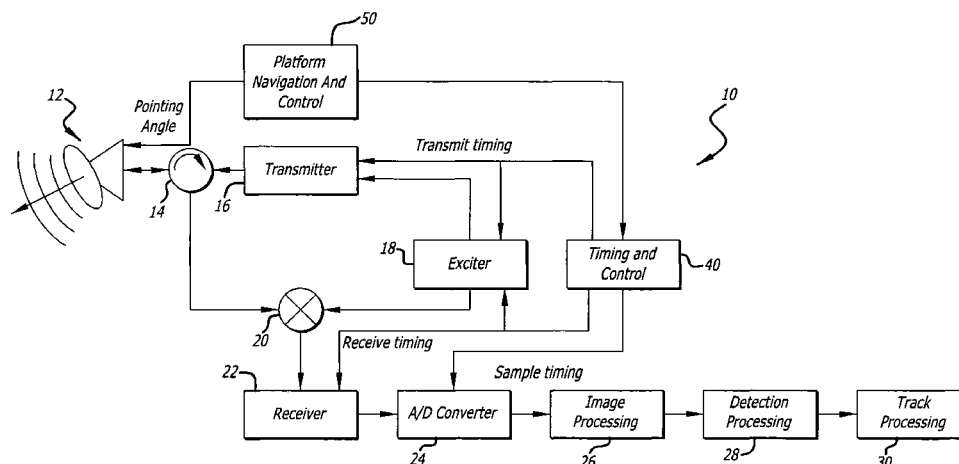 50
Platform
Navigation And
Control
12
Pointing
Angle
10
Transmit timing
Transmitter
14
16
18
Exciter
Timing and
Control
40
20
Receive timing
22
Sample timing
Receiver
A/D Converter
Image
Processing
Detection
Processing
Track
Processing
24
26
28
30